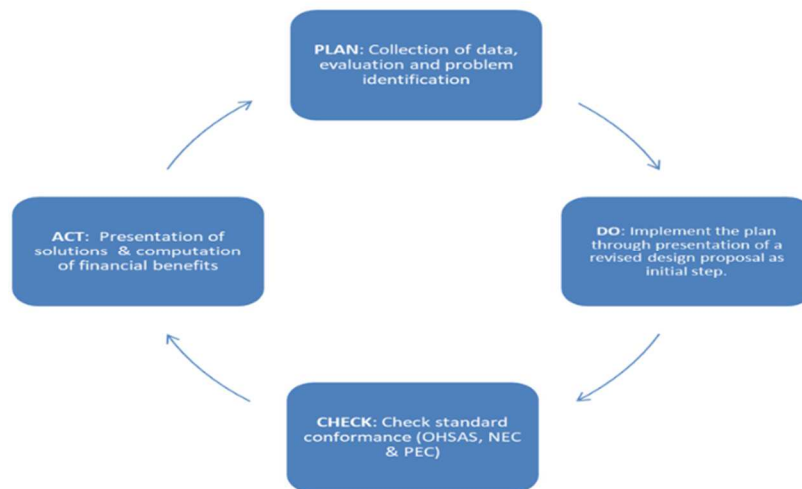 PLAN: Collection of data,
evaluation and problem
identification
DO: Implement the plan
through presentation of a
revised design proposal as
initial step.
CHECK: Check standard
conformance (OHSAS, NEC
& PEC)
ACT: Presentation of
solutions & computation
of financial benefits